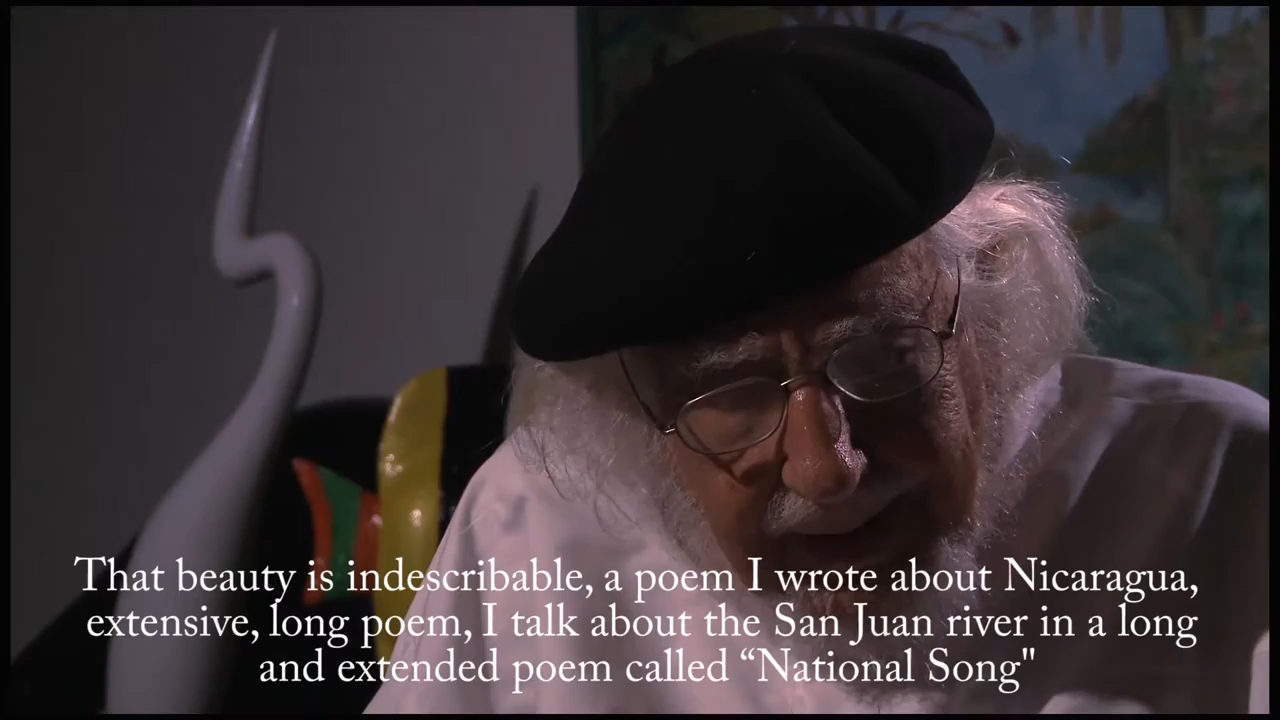 That beauty is indescribable, a poem I wrote about Nicaragua,
extensive, long poem, I talk about the San Juan river in a long
and extended poem called “National Song"